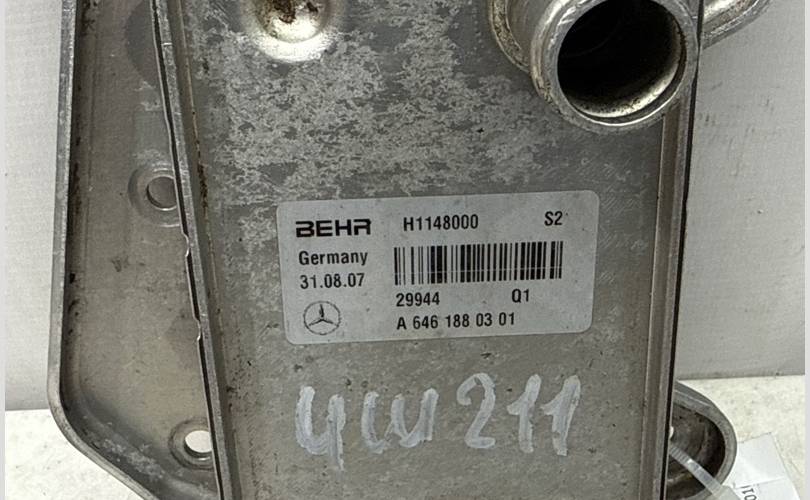 BEHR H1148000 S2
Germany
31.08.07
29944 Q1
A 646 188 03 01
4W211